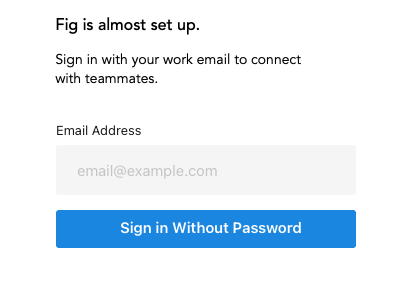 Fig is almost set up.
Sign in with your work email to connect
with teammates.
Email Address
email@example.com
Sign in Without Password